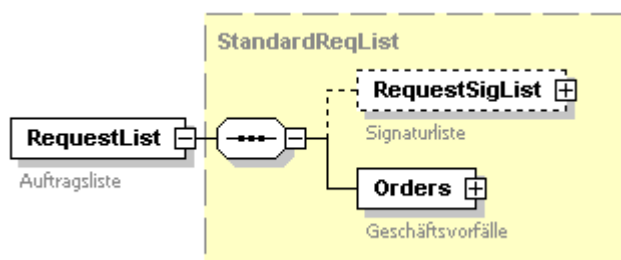 StandardReqList
RequestSigList
Signaturliste
RequestList
Auftragsliste
Orders
Geschäftsvorfälle